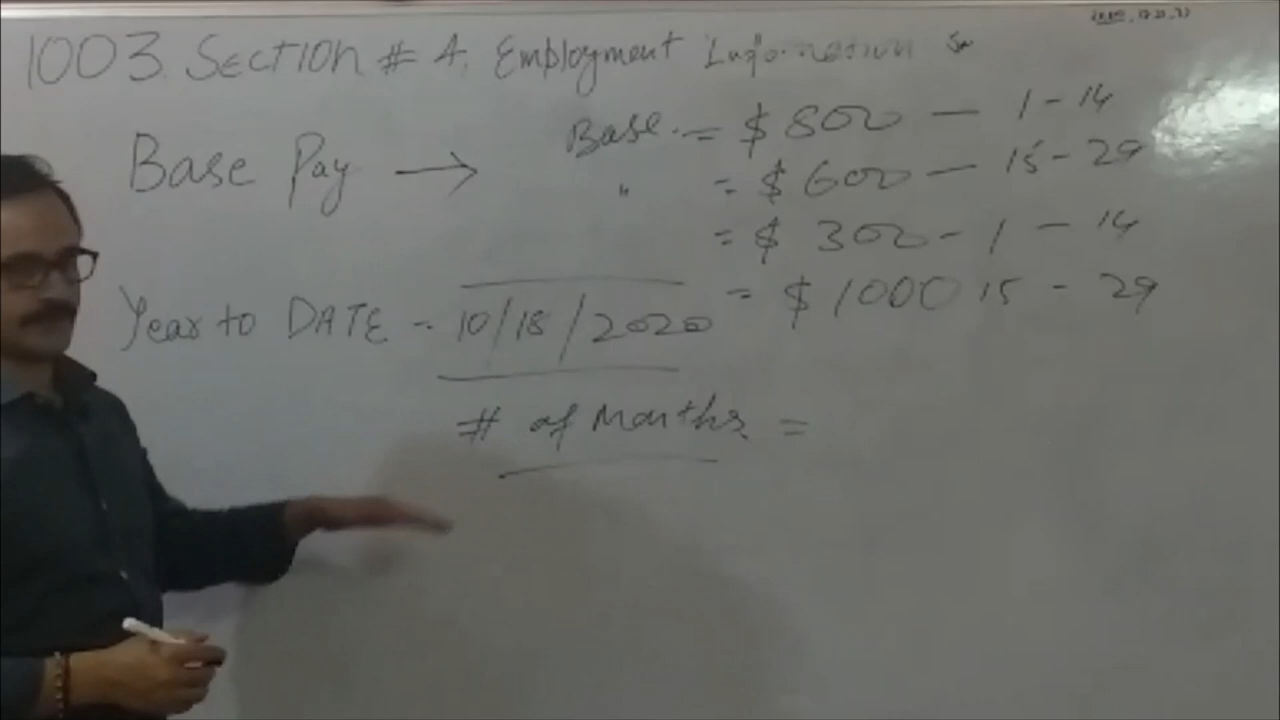 1003 Section # 4. Employment Information
Base Pay → Base. = $ 800 — 1 - 14
" = $ 600 — 15 - 29
= $ 300 - 1 - 14
= $ 1000 15 - 29
Year to DATE - 10/18/2020
# of Months =